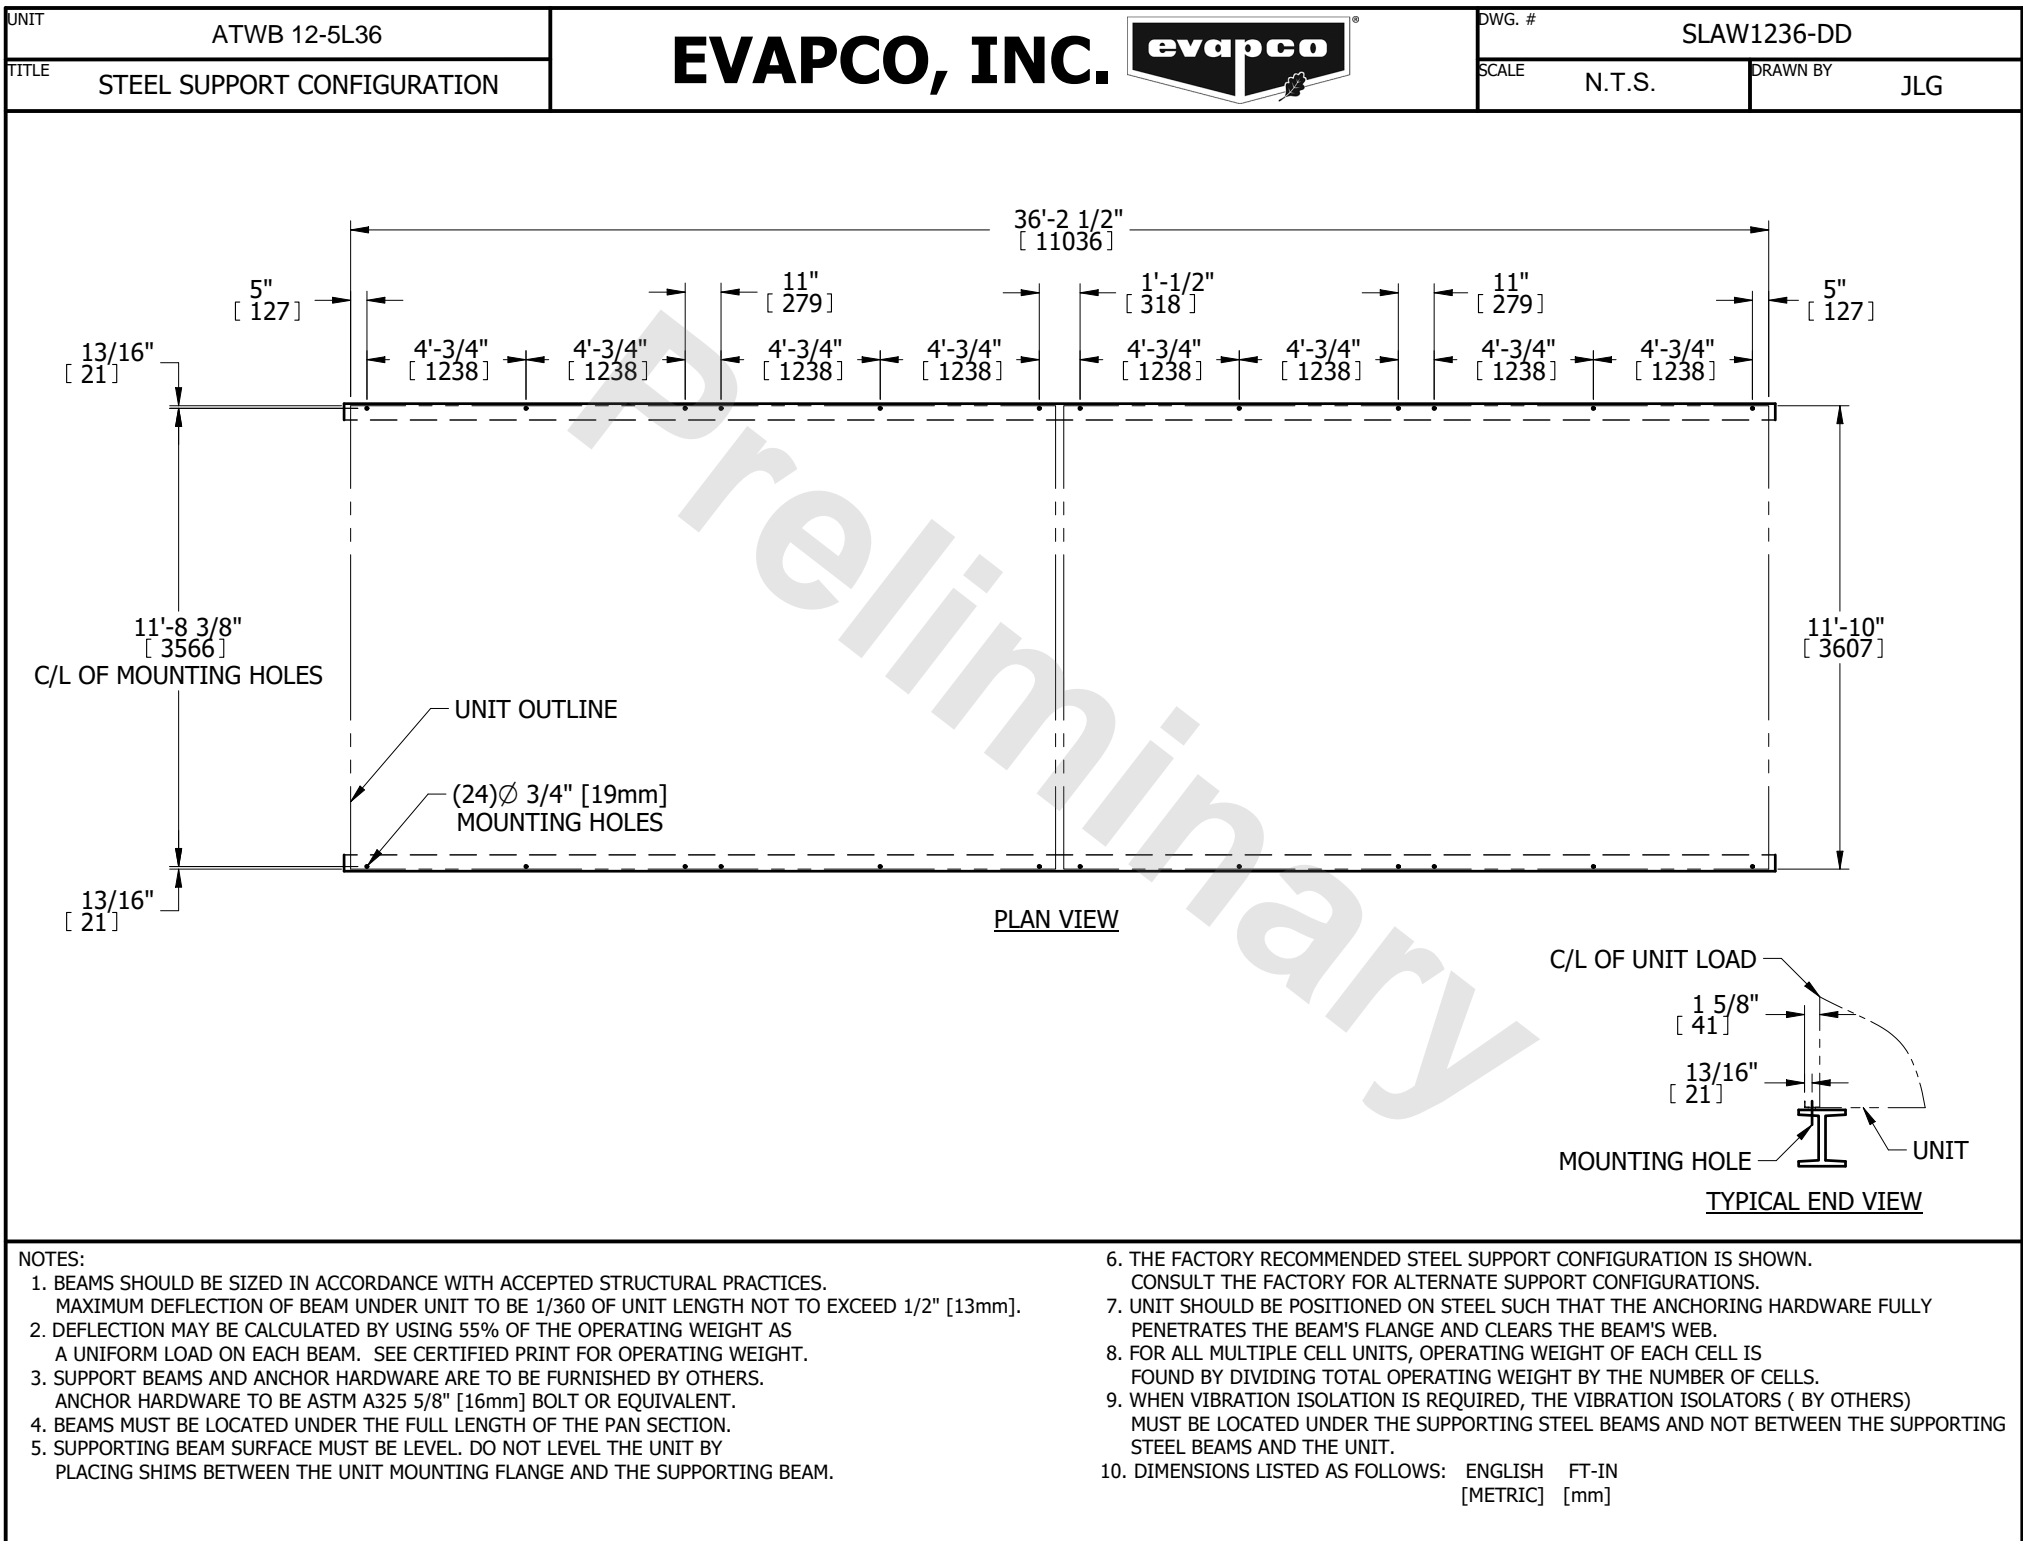 UNIT
ATWB 12-5L36
TITLE
STEEL SUPPORT CONFIGURATION
EVAPCO, INC.
evapco
®
DWG. #
SLAW1236-DD
SCALE
N.T.S.
DRAWN BY
JLG
36'-2 1/2"
[ 11036]
5"
[ 127]
11"
[ 279]
1'-1/2"
[ 318 ]
11"
[ 279]
5"
[ 127]
13/16"
[ 21]
4'-3/4"
[ 1238]
4'-3/4"
[ 1238]
4'-3/4"
[ 1238]
4'-3/4"
[ 1238]
4'-3/4"
[ 1238]
4'-3/4"
[ 1238]
4'-3/4"
[ 1238]
4'-3/4"
[ 1238]
11'-8 3/8"
[ 3566]
C/L OF MOUNTING HOLES
11'-10"
[ 3607]
UNIT OUTLINE
(24)∅ 3/4" [19mm]
MOUNTING HOLES
13/16"
[ 21]
PLAN VIEW
Preliminary
C/L OF UNIT LOAD
1 5/8"
[ 41]
13/16"
[ 21]
MOUNTING HOLE
UNIT
TYPICAL END VIEW
NOTES:
1. BEAMS SHOULD BE SIZED IN ACCORDANCE WITH ACCEPTED STRUCTURAL PRACTICES.
MAXIMUM DEFLECTION OF BEAM UNDER UNIT TO BE 1/360 OF UNIT LENGTH NOT TO EXCEED 1/2" [13mm].
2. DEFLECTION MAY BE CALCULATED BY USING 55% OF THE OPERATING WEIGHT AS
A UNIFORM LOAD ON EACH BEAM. SEE CERTIFIED PRINT FOR OPERATING WEIGHT.
3. SUPPORT BEAMS AND ANCHOR HARDWARE ARE TO BE FURNISHED BY OTHERS.
ANCHOR HARDWARE TO BE ASTM A325 5/8" [16mm] BOLT OR EQUIVALENT.
4. BEAMS MUST BE LOCATED UNDER THE FULL LENGTH OF THE PAN SECTION.
5. SUPPORTING BEAM SURFACE MUST BE LEVEL. DO NOT LEVEL THE UNIT BY
PLACING SHIMS BETWEEN THE UNIT MOUNTING FLANGE AND THE SUPPORTING BEAM.
6. THE FACTORY RECOMMENDED STEEL SUPPORT CONFIGURATION IS SHOWN.
CONSULT THE FACTORY FOR ALTERNATE SUPPORT CONFIGURATIONS.
7. UNIT SHOULD BE POSITIONED ON STEEL SUCH THAT THE ANCHORING HARDWARE FULLY
PENETRATES THE BEAM'S FLANGE AND CLEARS THE BEAM'S WEB.
8. FOR ALL MULTIPLE CELL UNITS, OPERATING WEIGHT OF EACH CELL IS
FOUND BY DIVIDING TOTAL OPERATING WEIGHT BY THE NUMBER OF CELLS.
9. WHEN VIBRATION ISOLATION IS REQUIRED, THE VIBRATION ISOLATORS ( BY OTHERS)
MUST BE LOCATED UNDER THE SUPPORTING STEEL BEAMS AND NOT BETWEEN THE SUPPORTING
STEEL BEAMS AND THE UNIT.
10. DIMENSIONS LISTED AS FOLLOWS: ENGLISH FT-IN
[METRIC] [mm]